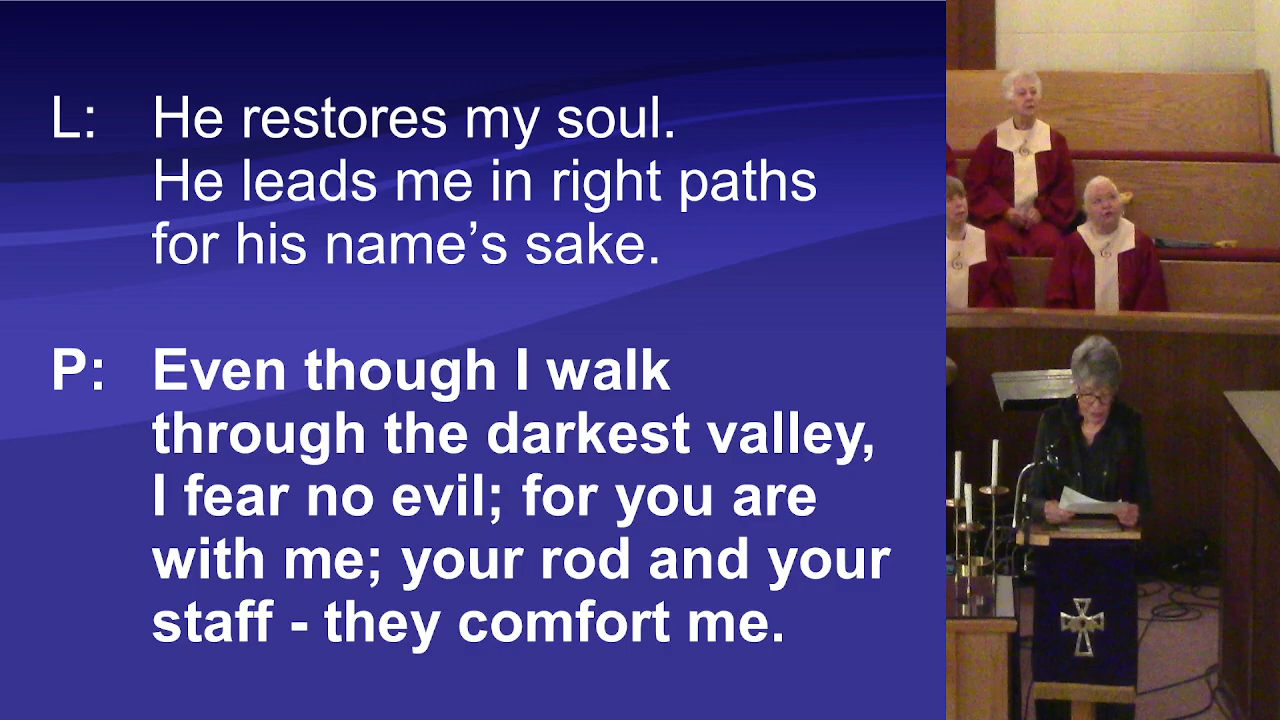 L: He restores my soul.
He leads me in right paths
for his name’s sake.
P: Even though I walk
through the darkest valley,
I fear no evil; for you are
with me; your rod and your
staff - they comfort me.